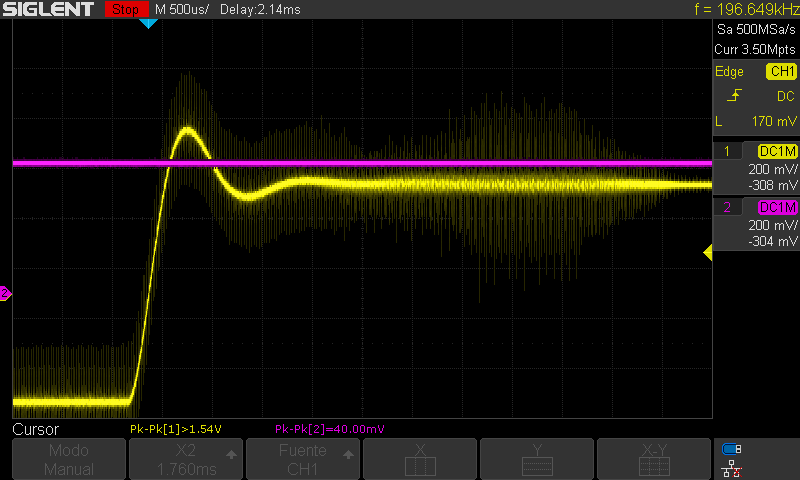 SIGLENT Stop M 500us/ Delay:2.14ms f = 196.649kHz
Sa 500MSa/s
Curr 3.50Mpts
Edge CH1
DC
L 170 mV
1 DC1M
200 mV/
-308 mV
2 DC1M
200 mV/
-304 mV
2
Cursor Pk-Pk[1]>1.54V Pk-Pk[2]=40.00mV
Modo X2 Fuente X Y X-Y
Manual 1.760ms CH1